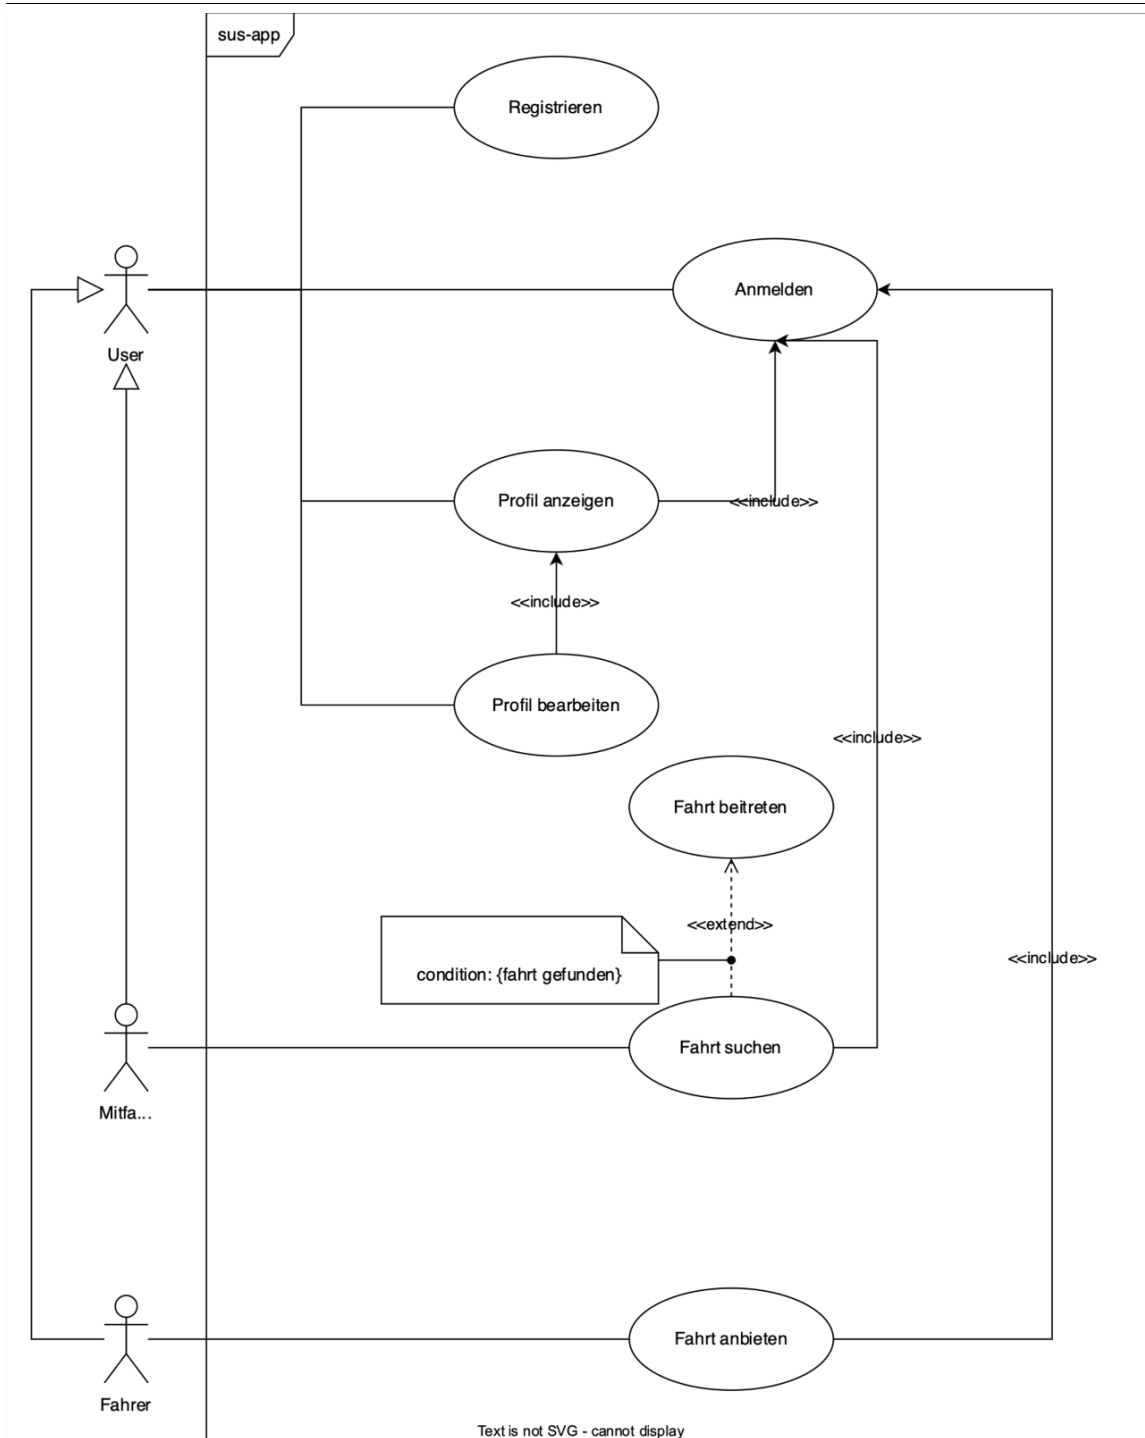 sus-app
Registrieren
Anmelden
User
Profil anzeigen
<<include>>
<<include>>
Profil bearbeiten
<<include>>
Fahrt beitreten
<<extend>>
condition: {fahrt gefunden}
<<include>>
Fahrt suchen
Mitfa...
Fahrt anbieten
Fahrer
Text is not SVG - cannot display